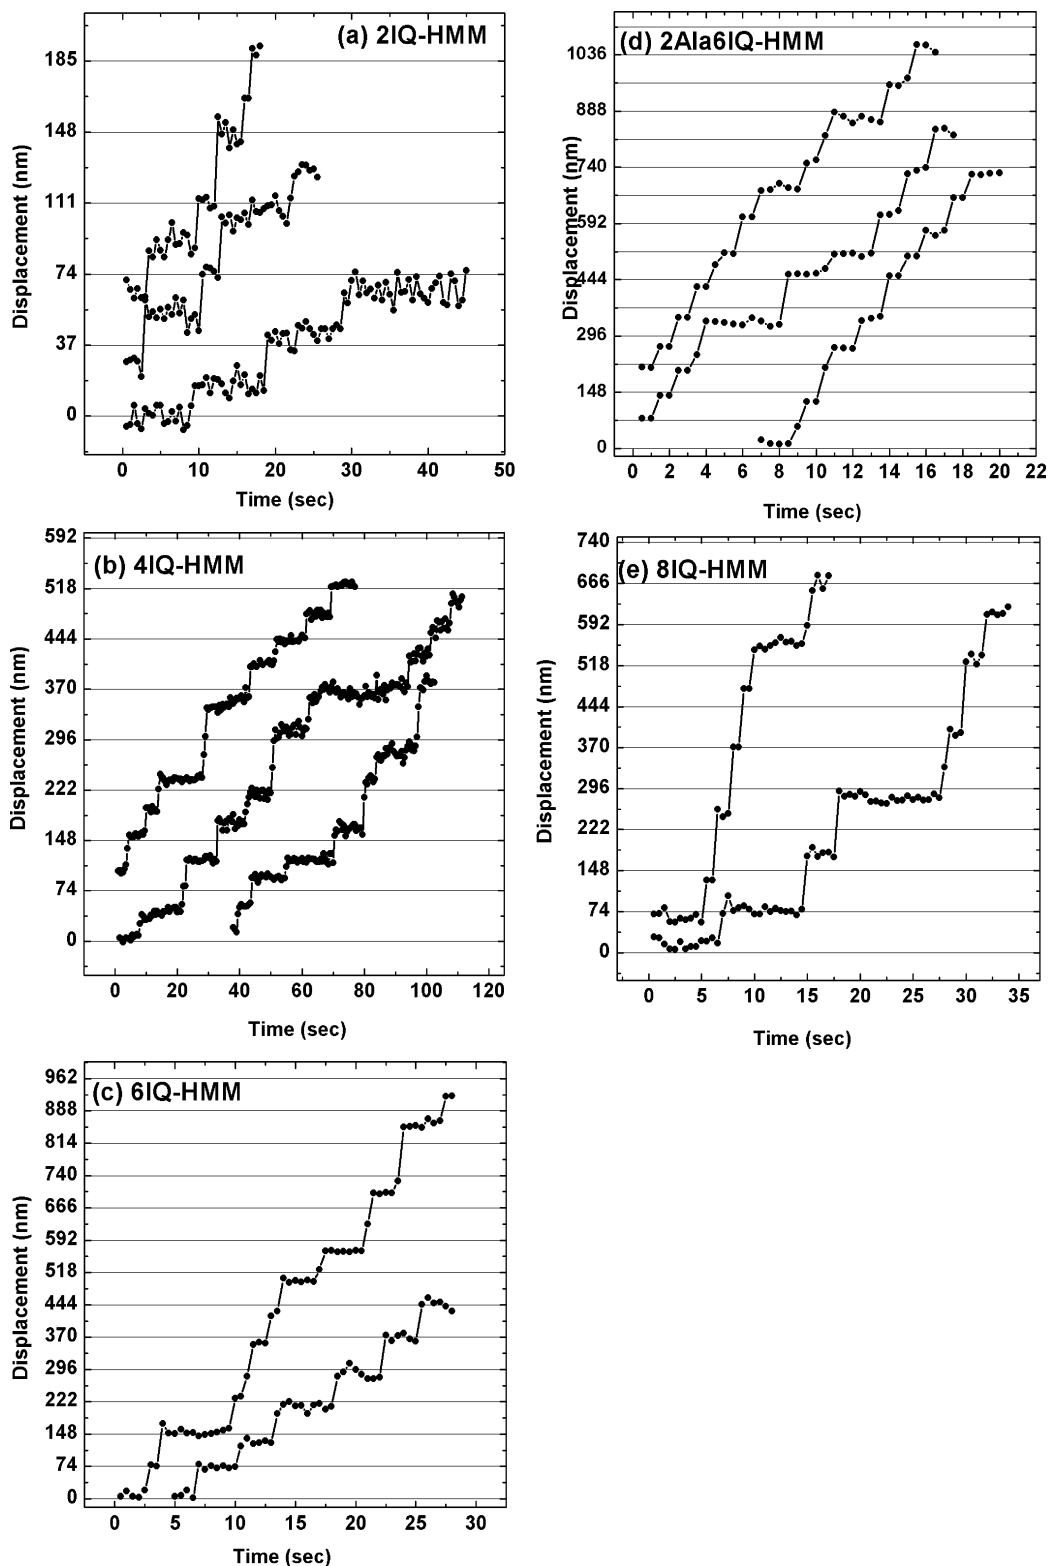 (a) 2IQ-HMM
Displacement (nm)
185
148
111
74
37
0
0 10 20 30 40 50
Time (sec)
(d) 2Ala6IQ-HMM
Displacement (nm)
1036
888
740
592
444
296
148
0
0 2 4 6 8 10 12 14 16 18 20 22
Time (sec)
(b) 4IQ-HMM
Displacement (nm)
592
518
444
370
296
222
148
74
0
0 20 40 60 80 100 120
Time (sec)
(e) 8IQ-HMM
Displacement (nm)
740
666
592
518
444
370
296
222
148
74
0
0 5 10 15 20 25 30 35
Time (sec)
(c) 6IQ-HMM
Displacement (nm)
962
888
814
740
666
592
518
444
370
296
222
148
74
0
0 5 10 15 20 25 30
Time (sec)